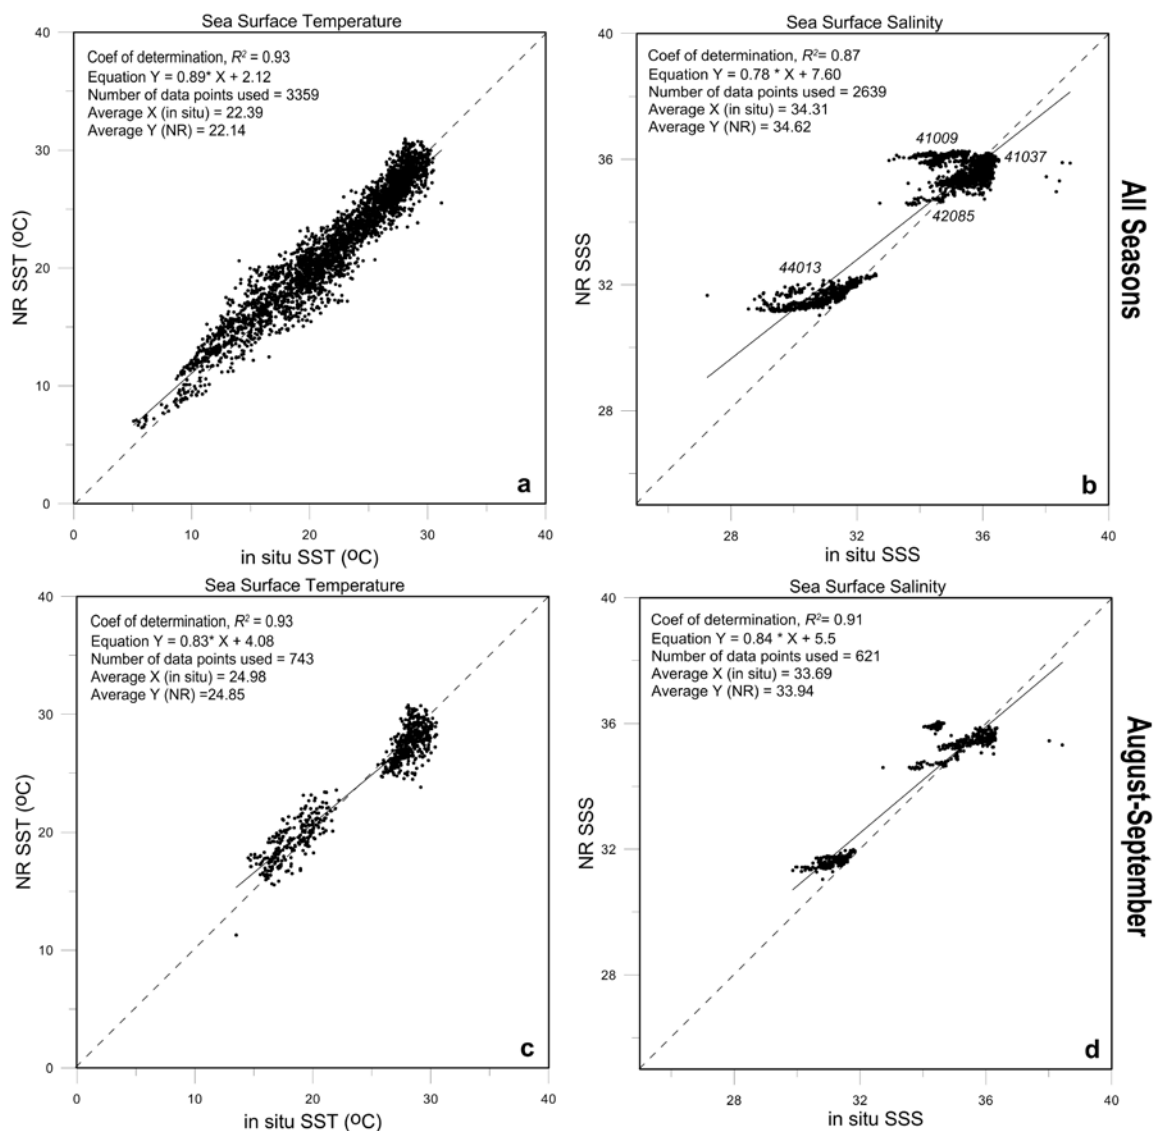 Sea Surface Temperature
Coef of determination, R² = 0.93
Equation Y = 0.89* X + 2.12
Number of data points used = 3359
Average X (in situ) = 22.39
Average Y (NR) = 22.14
40
30
20
10
0
NR SST (ºC)
a
0
10
20
30
40
in situ SST (ºC)
Sea Surface Salinity
Coef of determination, R²= 0.87
Equation Y = 0.78 * X + 7.60
Number of data points used = 2639
Average X (in situ) = 34.31
Average Y (NR) = 34.62
41009
41037
42085
44013
40
36
32
28
NR SSS
b
28
32
36
40
in situ SSS
All Seasons
Sea Surface Temperature
Coef of determination, R² = 0.93
Equation Y = 0.83* X + 4.08
Number of data points used = 743
Average X (in situ) = 24.98
Average Y (NR) =24.85
40
30
20
10
0
NR SST (ºC)
c
0
10
20
30
40
in situ SST (ºC)
Sea Surface Salinity
Coef of determination, R²= 0.91
Equation Y = 0.84 * X + 5.5
Number of data points used = 621
Average X (in situ) = 33.69
Average Y (NR) = 33.94
40
36
32
28
NR SSS
d
28
32
36
40
in situ SSS
August-September